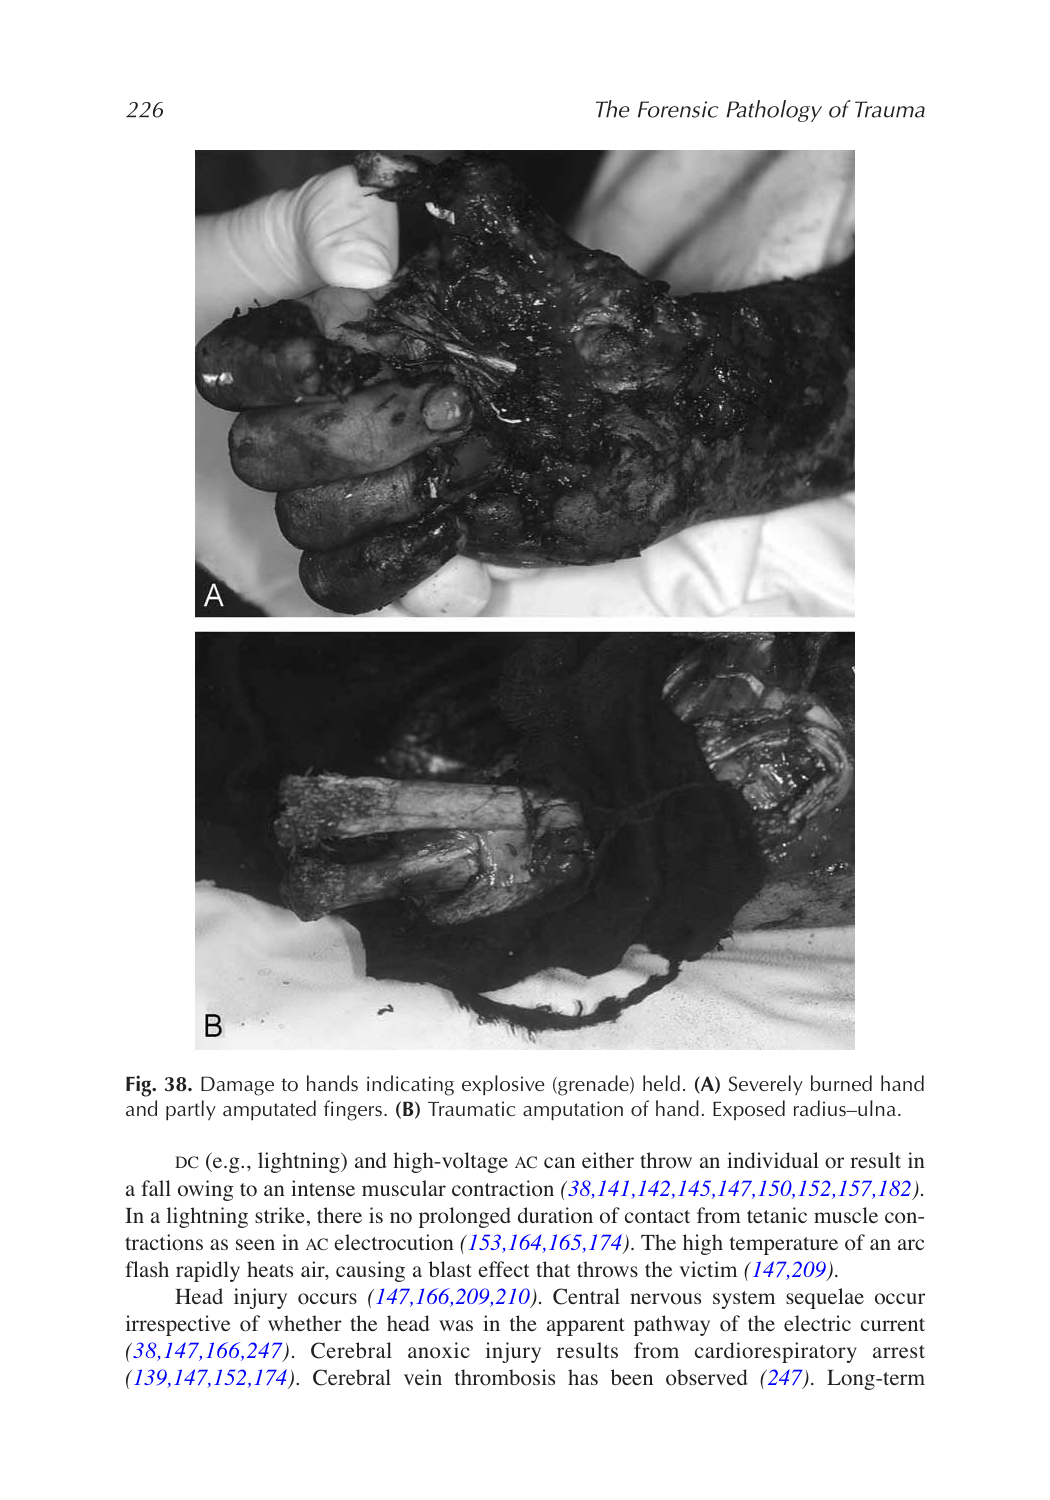 226 The Forensic Pathology of Trauma
A
B
Fig. 38. Damage to hands indicating explosive (grenade) held. (A) Severely burned hand
and partly amputated fingers. (B) Traumatic amputation of hand. Exposed radius–ulna.
DC (e.g., lightning) and high-voltage AC can either throw an individual or result in
a fall owing to an intense muscular contraction (38,141,142,145,147,150,152,157,182).
In a lightning strike, there is no prolonged duration of contact from tetanic muscle con-
tractions as seen in AC electrocution (153,164,165,174). The high temperature of an arc
flash rapidly heats air, causing a blast effect that throws the victim (147,209).
Head injury occurs (147,166,209,210). Central nervous system sequelae occur
irrespective of whether the head was in the apparent pathway of the electric current
(38,147,166,247). Cerebral anoxic injury results from cardiorespiratory arrest
(139,147,152,174). Cerebral vein thrombosis has been observed (247). Long-term